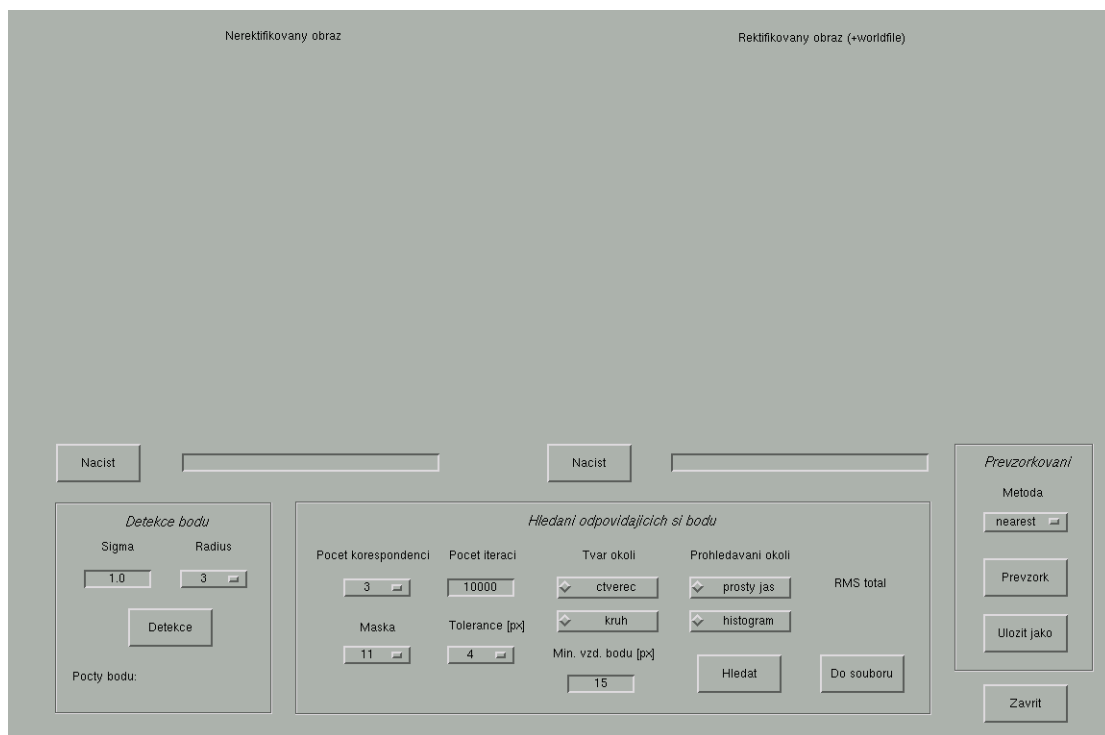 Nerektifikovany obraz
Rektifikovany obraz (+worldfile)
Nacist
Nacist
Detekce bodu
Sigma
Radius
1.0
3
Detekce
Pocty bodu:
Hledani odpovidajicich si bodu
Pocet korespondenci
Pocet iteraci
Tvar okoli
Prohledavani okoli
3
10000
ctverec
prosty jas
RMS total
Maska
Tolerance [px]
kruh
histogram
11
4
Min. vzd. bodu [px]
15
Hledat
Do souboru
Prevzorkovani
Metoda
nearest
Prevzork
Ulozit jako
Zavrit